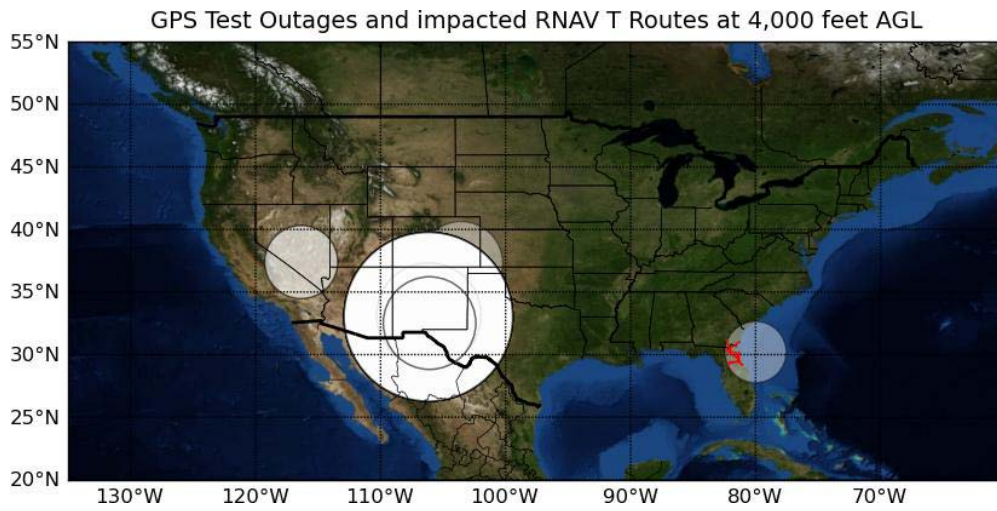 GPS Test Outages and impacted RNAV T Routes at 4,000 feet AGL
55°N
50°N
45°N
40°N
35°N
30°N
25°N
20°N
130°W 120°W 110°W 100°W 90°W 80°W 70°W